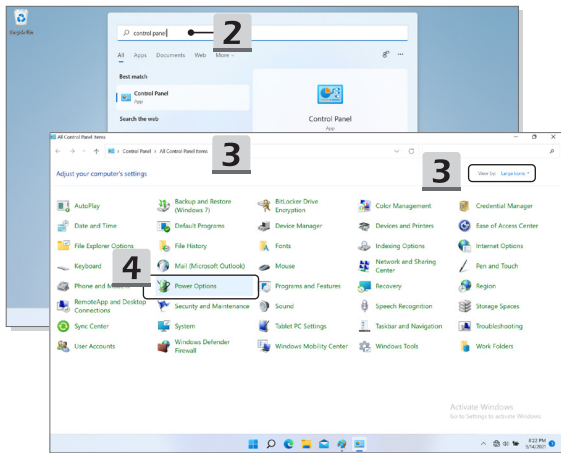 Recycle Bin
control panel
2
All Apps Documents Web More
Best match
Control Panel
App
Search the web
Control Panel
App
All Control Panel Items
Control Panel > All Control Panel Items
3
3
Adjust your computer's settings
View by: Large icons
AutoPlay
Backup and Restore (Windows 7)
BitLocker Drive Encryption
Color Management
Credential Manager
Date and Time
Default Programs
Device Manager
Devices and Printers
Ease of Access Center
File Explorer Options
File History
Fonts
Indexing Options
Internet Options
Keyboard
4
Mail (Microsoft Outlook)
Mouse
Network and Sharing Center
Pen and Touch
Phone and
Power Options
Programs and Features
Recovery
Region
RemoteApp and Desktop Connections
Security and Maintenance
Sound
Speech Recognition
Storage Spaces
Sync Center
System
Tablet PC Settings
Taskbar and Navigation
Troubleshooting
User Accounts
Windows Defender Firewall
Windows Mobility Center
Windows Tools
Work Folders
Activate Windows
Go to Settings to activate Windows.
8:22 PM